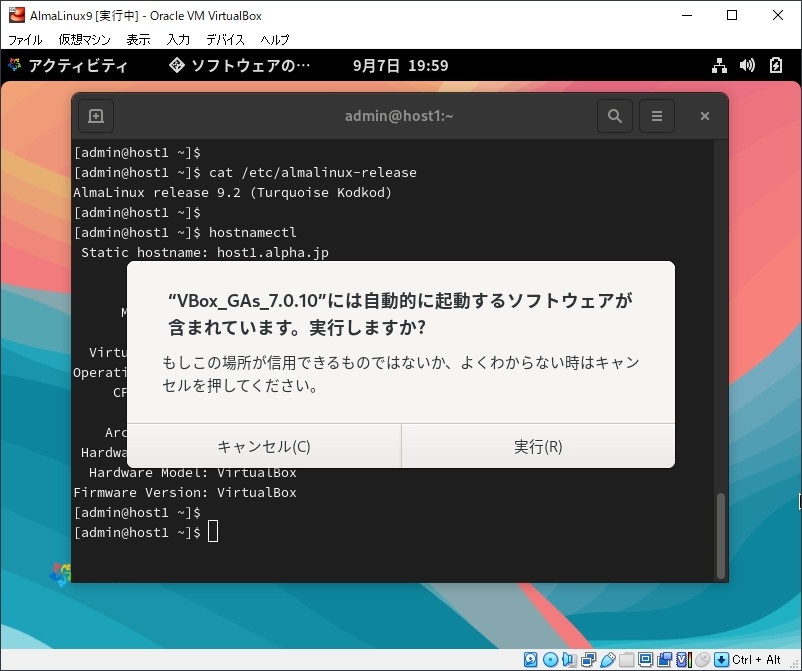 AlmaLinux9 [実行中] - Oracle VM VirtualBox
ファイル 仮想マシン 表示 入力 デバイス ヘルプ
アクティビティ ソフトウェアの… 9月7日 19:59
admin@host1:~
[admin@host1 ~]$
[admin@host1 ~]$ cat /etc/almalinux-release
AlmaLinux release 9.2 (Turquoise Kodkod)
[admin@host1 ~]$
[admin@host1 ~]$ hostnamectl
Static hostname: host1.alpha.jp
M
Virtu
Operati
CP
Arc
Hardwa
“VBox_GAs_7.0.10”には自動的に起動するソフトウェアが
含まれています。実行しますか?
もしこの場所が信用できるものではないか、よくわからない時はキャン
セルを押してください。
キャンセル(C) 実行(R)
Hardware Model: VirtualBox
Firmware Version: VirtualBox
[admin@host1 ~]$
[admin@host1 ~]$
Ctrl + Alt